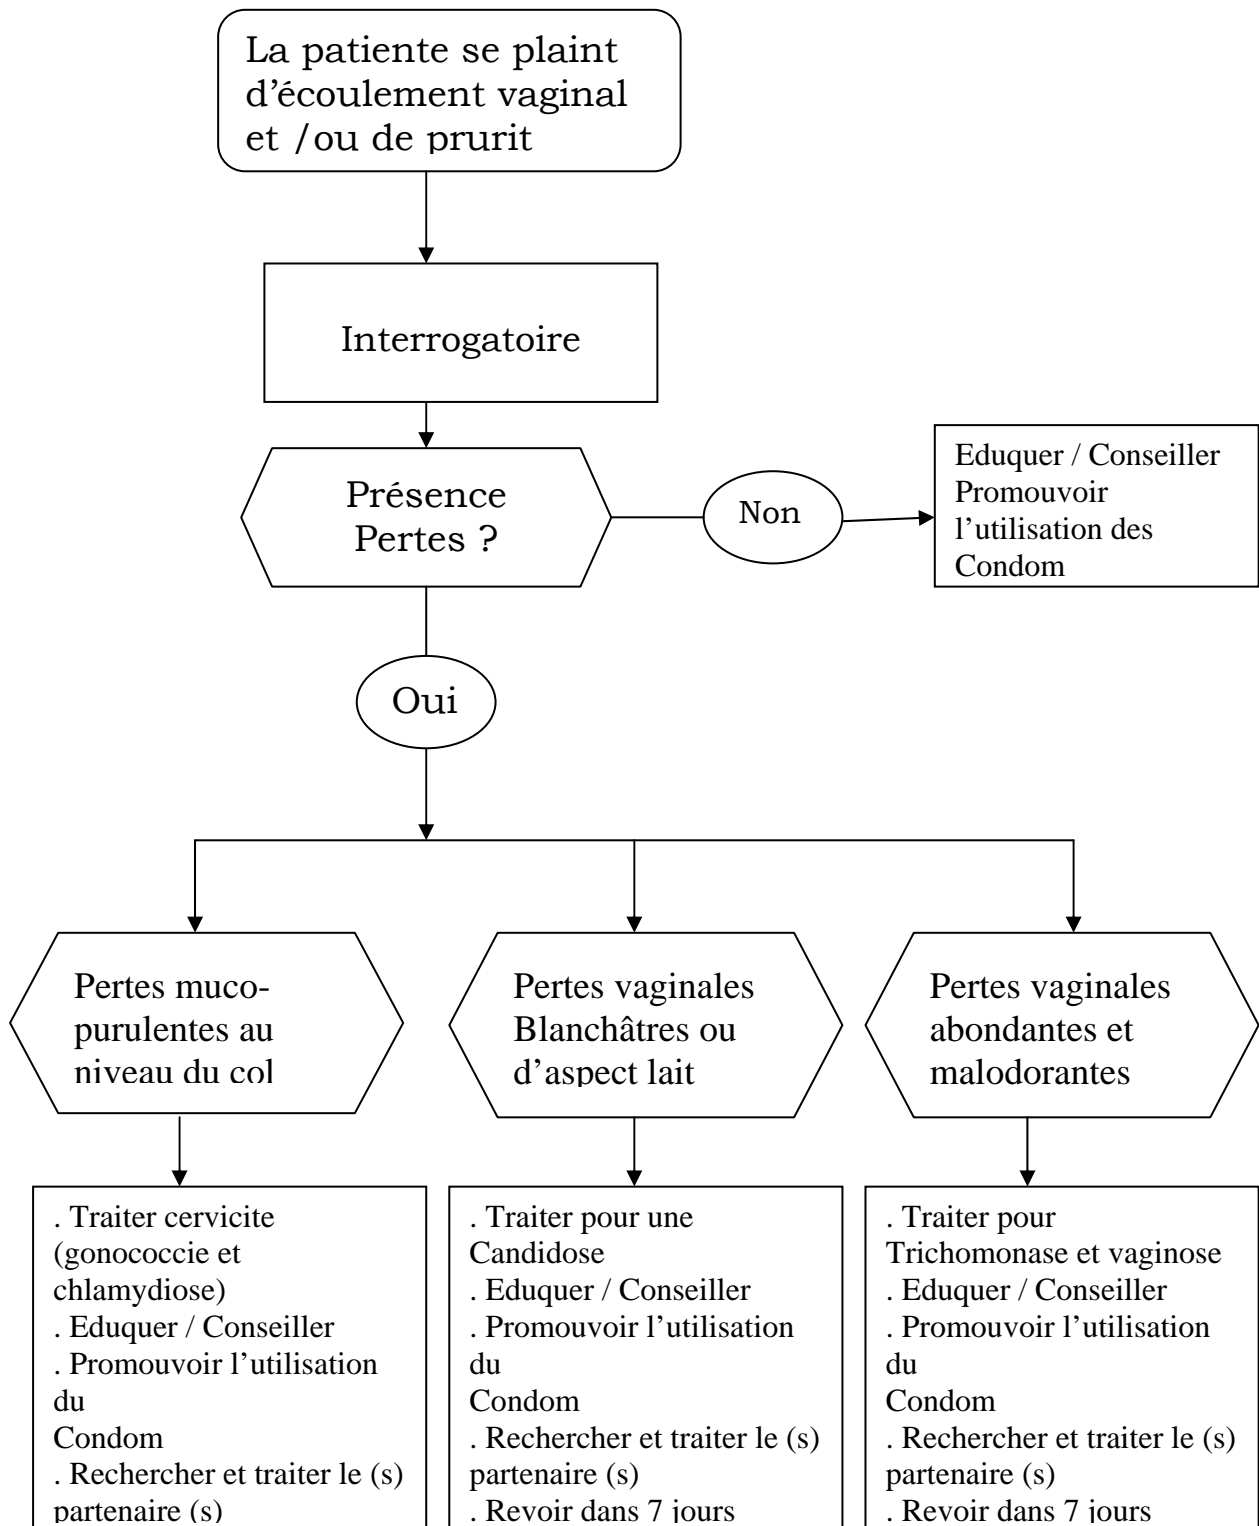 La patiente se plaint
d’écoulement vaginal
et /ou de prurit
Interrogatoire
Présence
Pertes ?
Non
Eduquer / Conseiller
Promouvoir
l’utilisation des
Condom
Oui
Pertes muco-
purulentes au
niveau du col
Pertes vaginales
Blanchâtres ou
d’aspect lait
Pertes vaginales
abondantes et
malodorantes
. Traiter cervicite
(gonococcie et
chlamydiose)
. Eduquer / Conseiller
. Promouvoir l’utilisation
du
Condom
. Rechercher et traiter le (s)
partenaire (s)
. Traiter pour une
Candidose
. Eduquer / Conseiller
. Promouvoir l’utilisation
du
Condom
. Rechercher et traiter le (s)
partenaire (s)
. Revoir dans 7 jours
. Traiter pour
Trichomonase et vaginose
. Eduquer / Conseiller
. Promouvoir l’utilisation
du
Condom
. Rechercher et traiter le (s)
partenaire (s)
. Revoir dans 7 jours